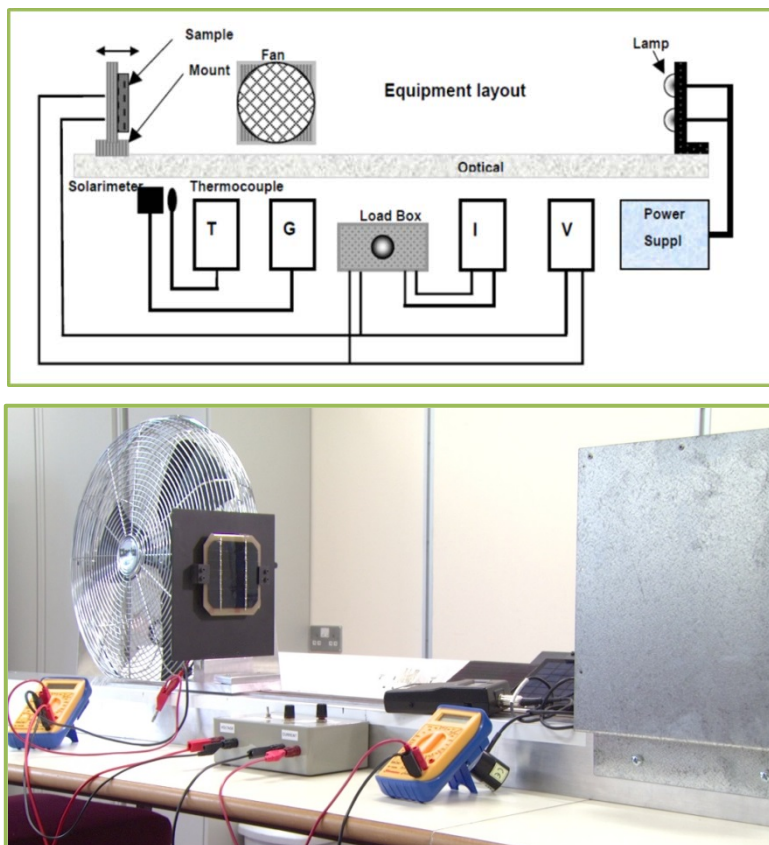 Sample
Mount
Fan
Lamp
Equipment layout
Optical
Solarimeter
Thermocouple
T
G
Load Box
I
V
Power
Suppl